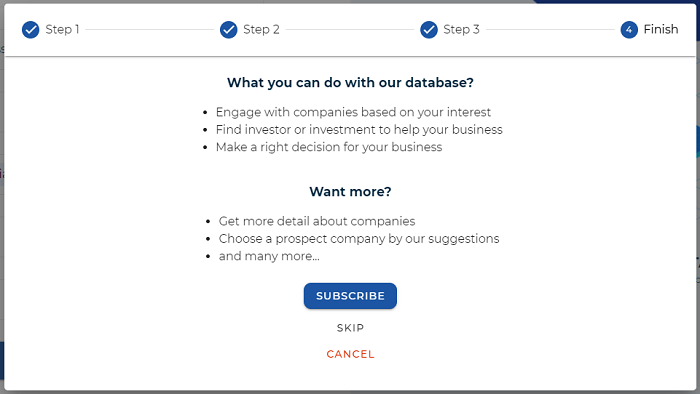 Step 1
Step 2
Step 3
4 Finish
What you can do with our database?
• Engage with companies based on your interest
• Find investor or investment to help your business
• Make a right decision for your business
Want more?
• Get more detail about companies
• Choose a prospect company by our suggestions
• and many more...
SUBSCRIBE
SKIP
CANCEL